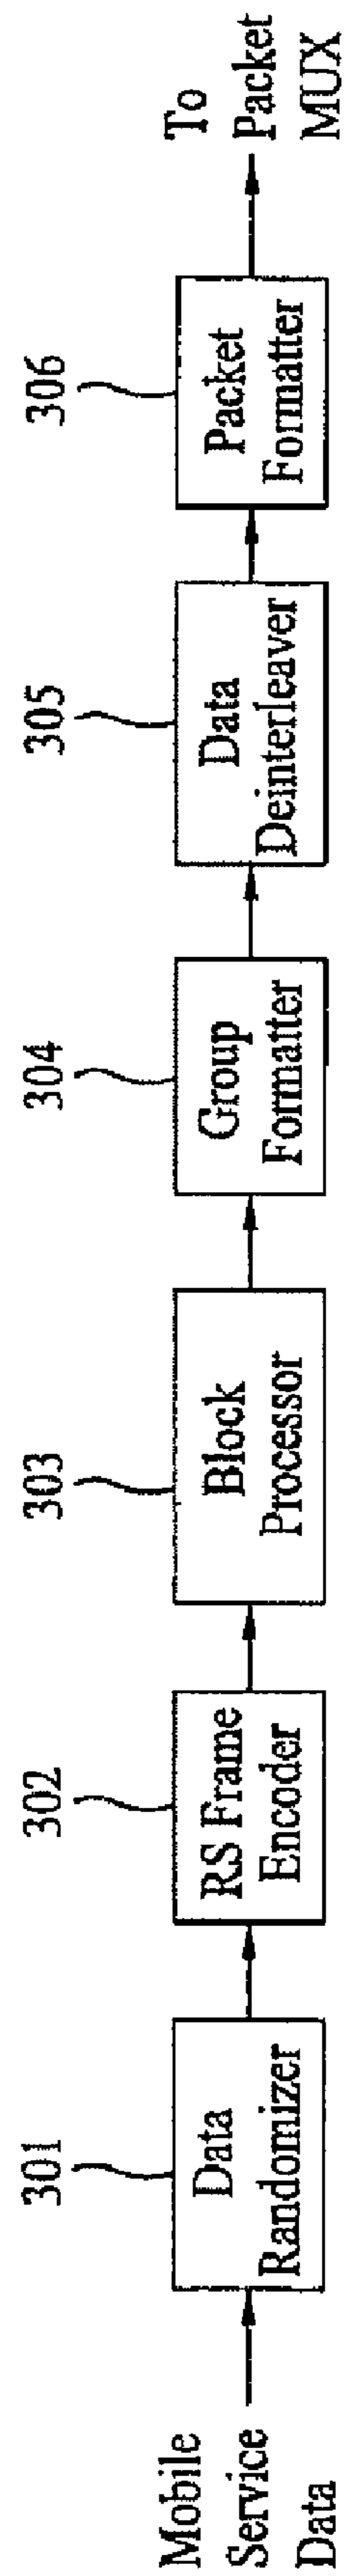 Mobile
Service
Data
301
Data
Randomizer
302
RS Frame
Encoder
303
Block
Processor
304
Group
Formatter
305
Data
Deinterleaver
306
Packet
Formatter
To
Packet
MUX